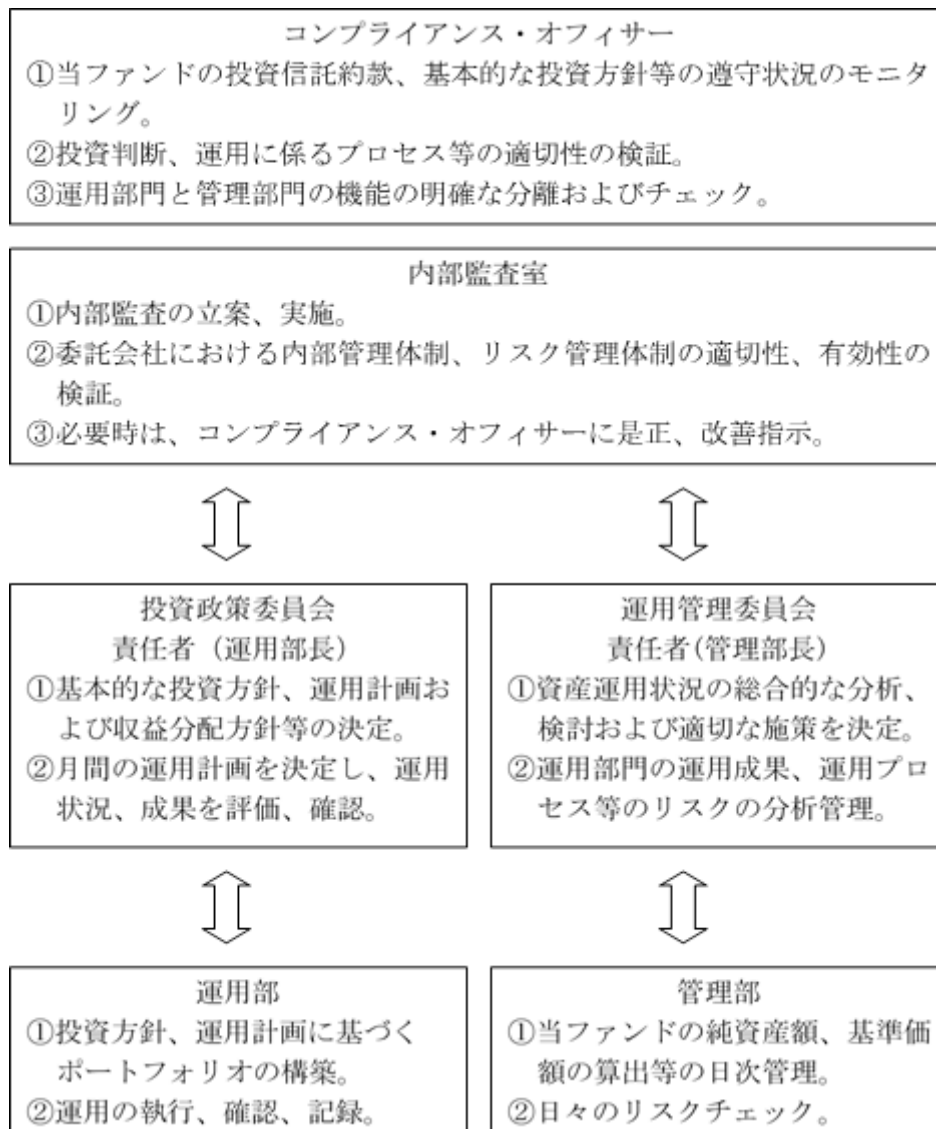 コンプライアンス・オフィサー
①当ファンドの投資信託約款、基本的な投資方針等の遵守状況のモニタ
リング。
②投資判断、運用に係るプロセス等の適切性の検証。
③運用部門と管理部門の機能の明確な分離およびチェック。
内部監査室
①内部監査の立案、実施。
②委託会社における内部管理体制、リスク管理体制の適切性、有効性の
検証。
③必要時は、コンプライアンス・オフィサーに是正、改善指示。
投資政策委員会
責任者（運用部長）
①基本的な投資方針、運用計画お
よび収益分配方針等の決定。
②月間の運用計画を決定し、運用
状況、成果を評価、確認。
運用管理委員会
責任者(管理部長)
①資産運用状況の総合的な分析、
検討および適切な施策を決定。
②運用部門の運用成果、運用プロ
セス等のリスクの分析管理。
運用部
①投資方針、運用計画に基づく
ポートフォリオの構築。
②運用の執行、確認、記録。
管理部
①当ファンドの純資産額、基準価
額の算出等の日次管理。
②日々のリスクチェック。